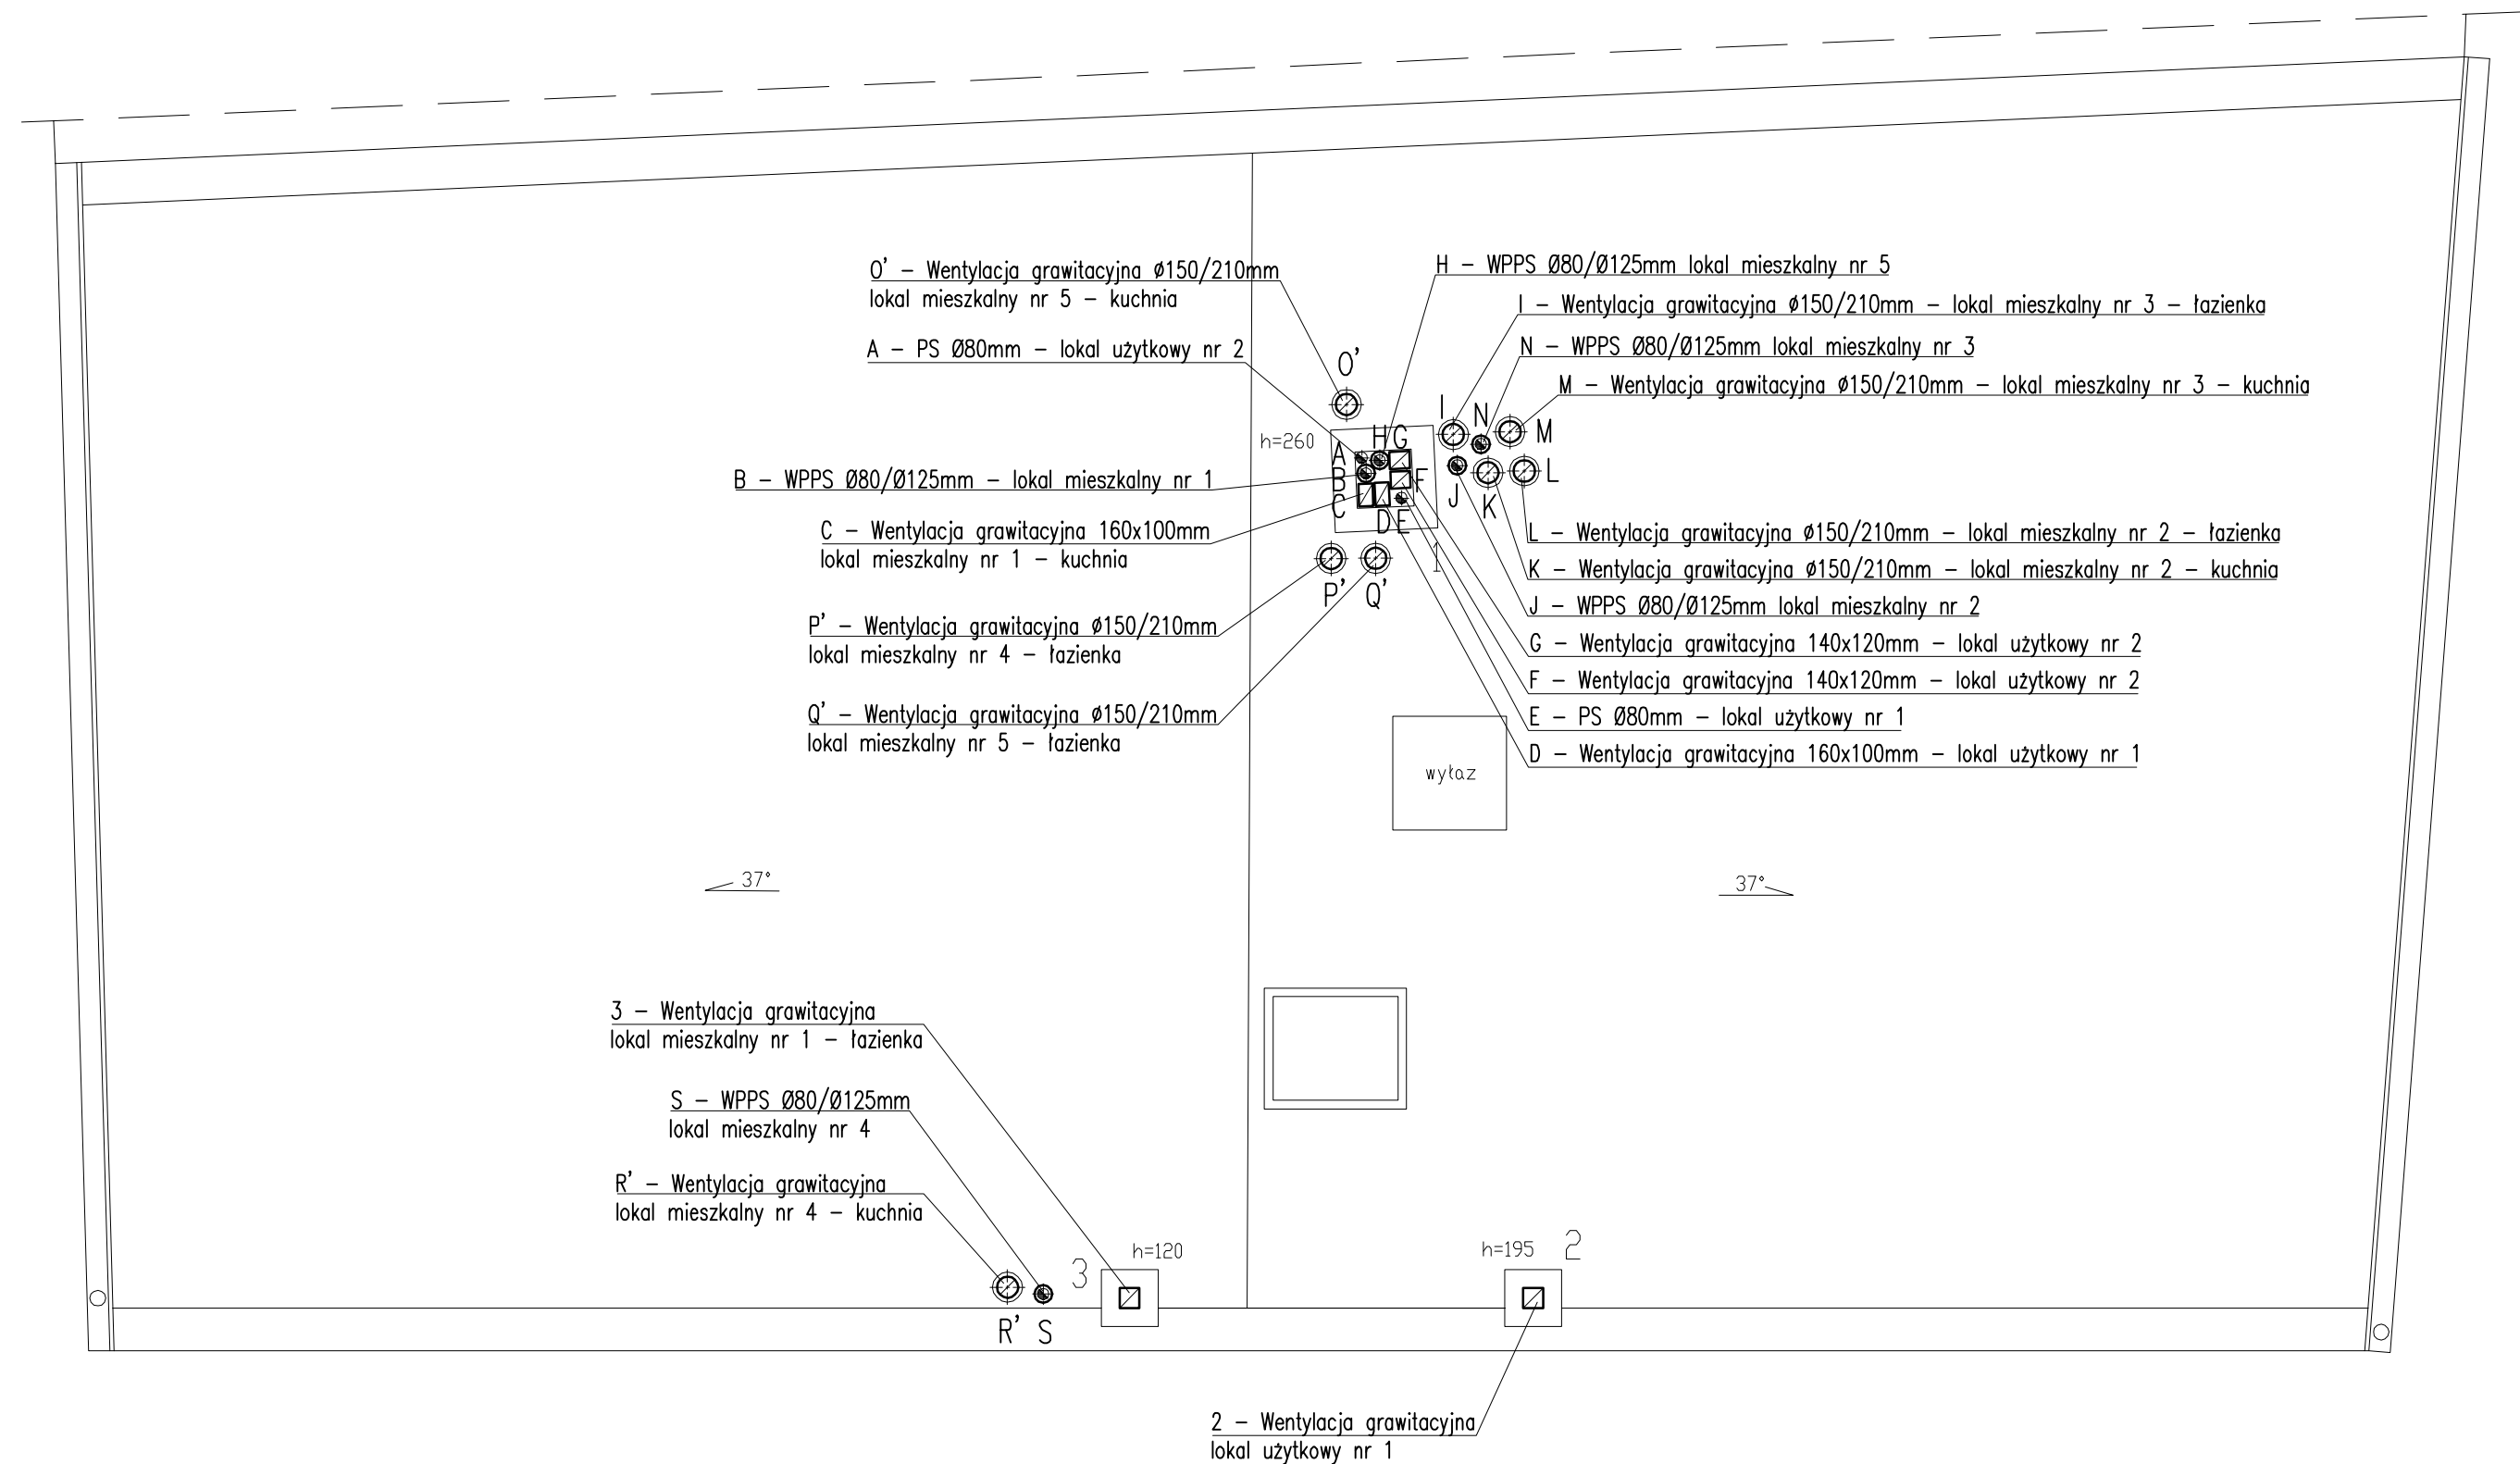 O' – Wentylacja grawitacyjna ø150/210mm
lokal mieszkalny nr 5 – kuchnia
A – PS Ø80mm – lokal użytkowy nr 2
B – WPPS Ø80/Ø125mm – lokal mieszkalny nr 1
C – Wentylacja grawitacyjna 160x100mm
lokal mieszkalny nr 1 – kuchnia
P' – Wentylacja grawitacyjna ø150/210mm
lokal mieszkalny nr 4 – łazienka
Q' – Wentylacja grawitacyjna ø150/210mm
lokal mieszkalny nr 5 – łazienka
H – WPPS Ø80/Ø125mm lokal mieszkalny nr 5
I – Wentylacja grawitacyjna ø150/210mm – lokal mieszkalny nr 3 – łazienka
N – WPPS Ø80/Ø125mm lokal mieszkalny nr 3
M – Wentylacja grawitacyjna ø150/210mm – lokal mieszkalny nr 3 – kuchnia
O'
I
N
M
h=260
H
G
A
B
C
F
D
E
J
K
L
1
P'
Q'
L – Wentylacja grawitacyjna ø150/210mm – lokal mieszkalny nr 2 – łazienka
K – Wentylacja grawitacyjna ø150/210mm – lokal mieszkalny nr 2 – kuchnia
J – WPPS Ø80/Ø125mm lokal mieszkalny nr 2
G – Wentylacja grawitacyjna 140x120mm – lokal użytkowy nr 2
F – Wentylacja grawitacyjna 140x120mm – lokal użytkowy nr 2
E – PS Ø80mm – lokal użytkowy nr 1
D – Wentylacja grawitacyjna 160x100mm – lokal użytkowy nr 1
wyłaz
37°
37°
3 – Wentylacja grawitacyjna
lokal mieszkalny nr 1 – łazienka
S – WPPS Ø80/Ø125mm
lokal mieszkalny nr 4
R' – Wentylacja grawitacyjna
lokal mieszkalny nr 4 – kuchnia
3
h=120
h=195
2
R'
S
2 – Wentylacja grawitacyjna
lokal użytkowy nr 1